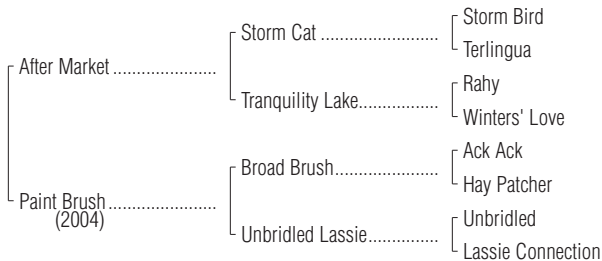 Storm Bird
Storm Cat ........................
Terlingua
After Market .....................
Rahy
Tranquility Lake................
Winters' Love
Ack Ack
Broad Brush.....................
Hay Patcher
Paint Brush......................
(2004)
Unbridled
Unbridled Lassie..............
Lassie Connection